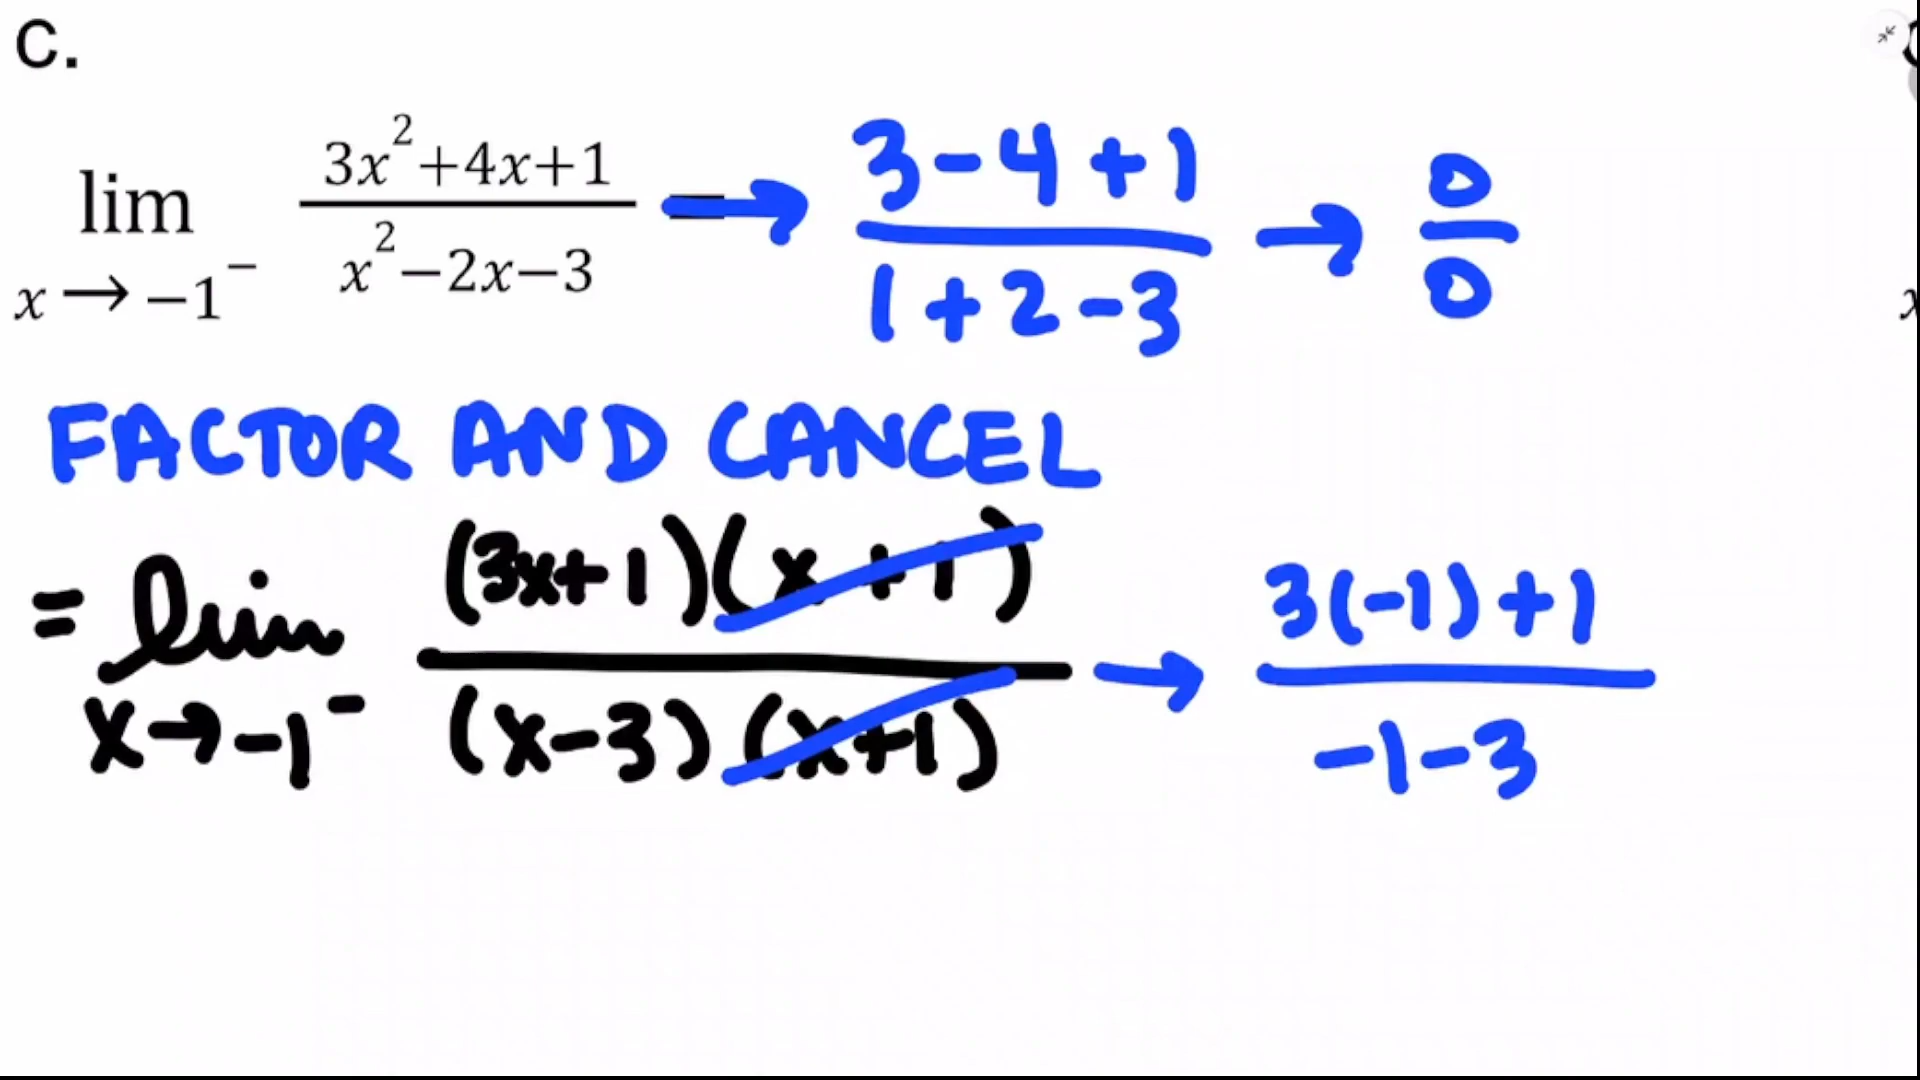 C.
lim x→−1⁻ (3x²+4x+1)/(x²−2x−3) → (3-4+1)/(1+2-3) → 0/0
FACTOR AND CANCEL
= lim x→-1⁻ (3x+1)(x+1)/(x-3)(x+1) → (3(-1)+1)/(-1-3)